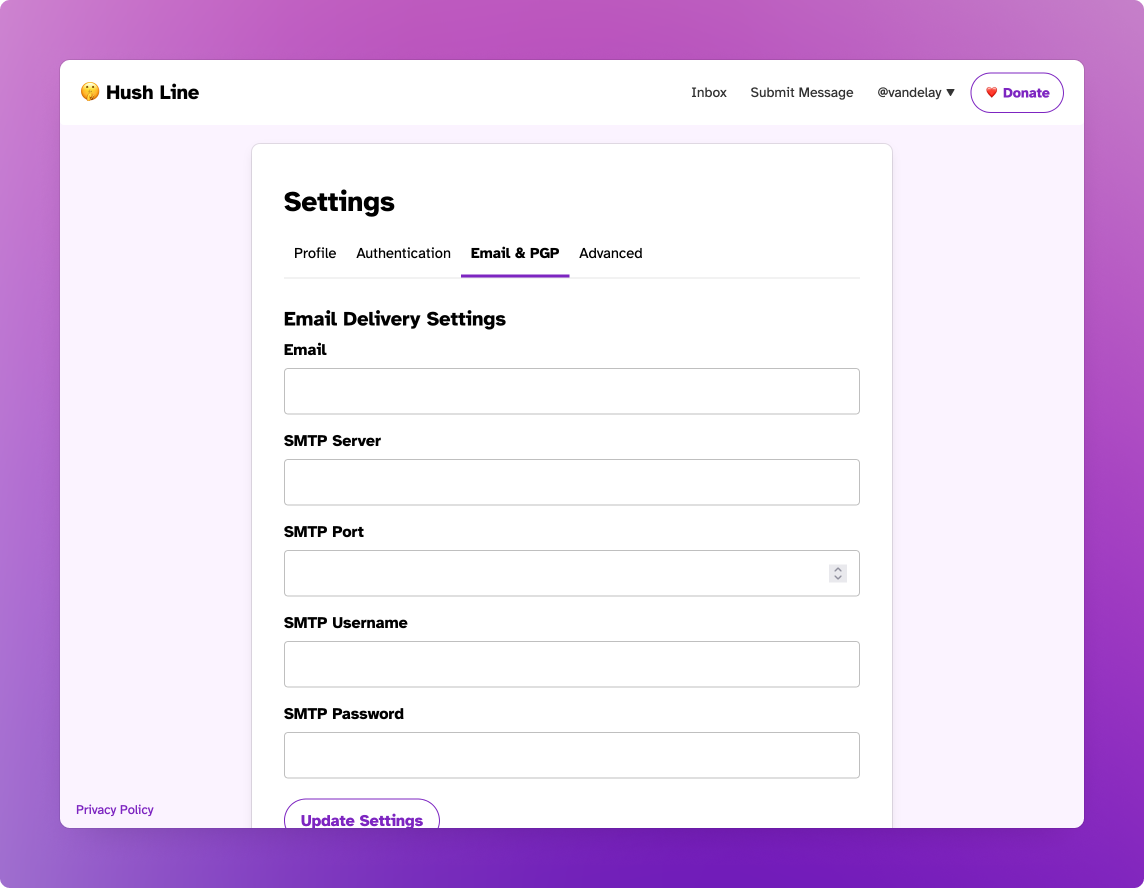 🤫 Hush Line
Inbox Submit Message @vandelay ▼ ❤️ Donate
Settings
Profile Authentication Email & PGP Advanced
Email Delivery Settings
Email
SMTP Server
SMTP Port
SMTP Username
SMTP Password
Update Settings
Privacy Policy